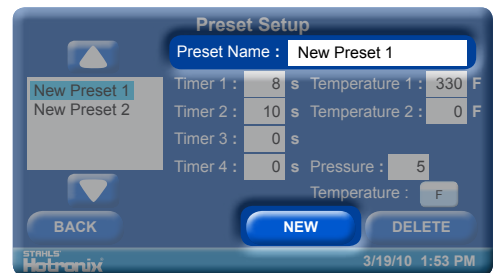 Preset Setup
Preset Name : New Preset 1
New Preset 1
New Preset 2
Timer 1 : 8 s Temperature 1 : 330 F
Timer 2 : 10 s Temperature 2 : 0 F
Timer 3 : 0 s
Timer 4 : 0 s Pressure : 5
Temperature : F
BACK NEW DELETE
STAHLS'
Hotronix 3/19/10 1:53 PM